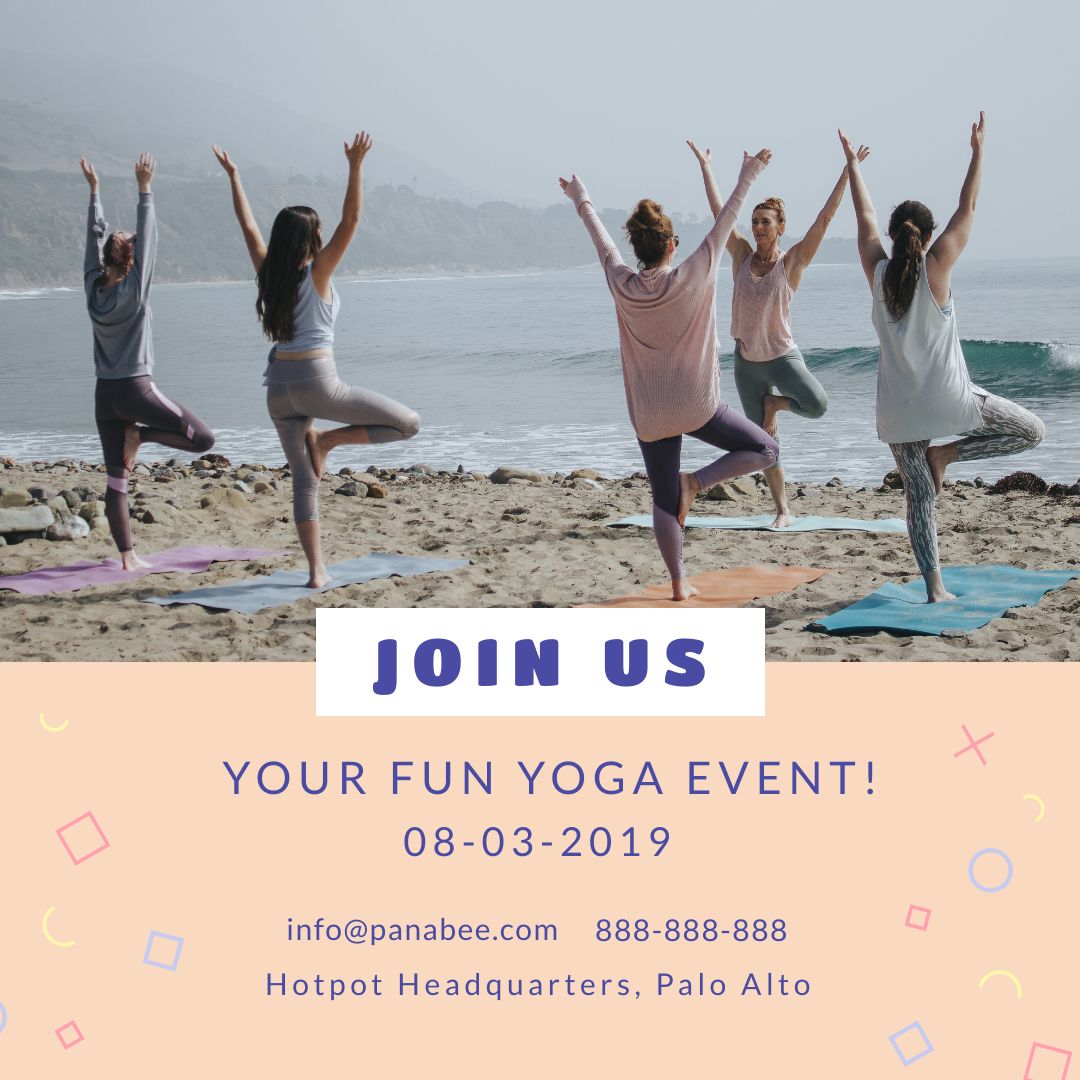 JOIN US
YOUR FUN YOGA EVENT!
08-03-2019
info@panabee.com 888-888-888
Hotpot Headquarters, Palo Alto